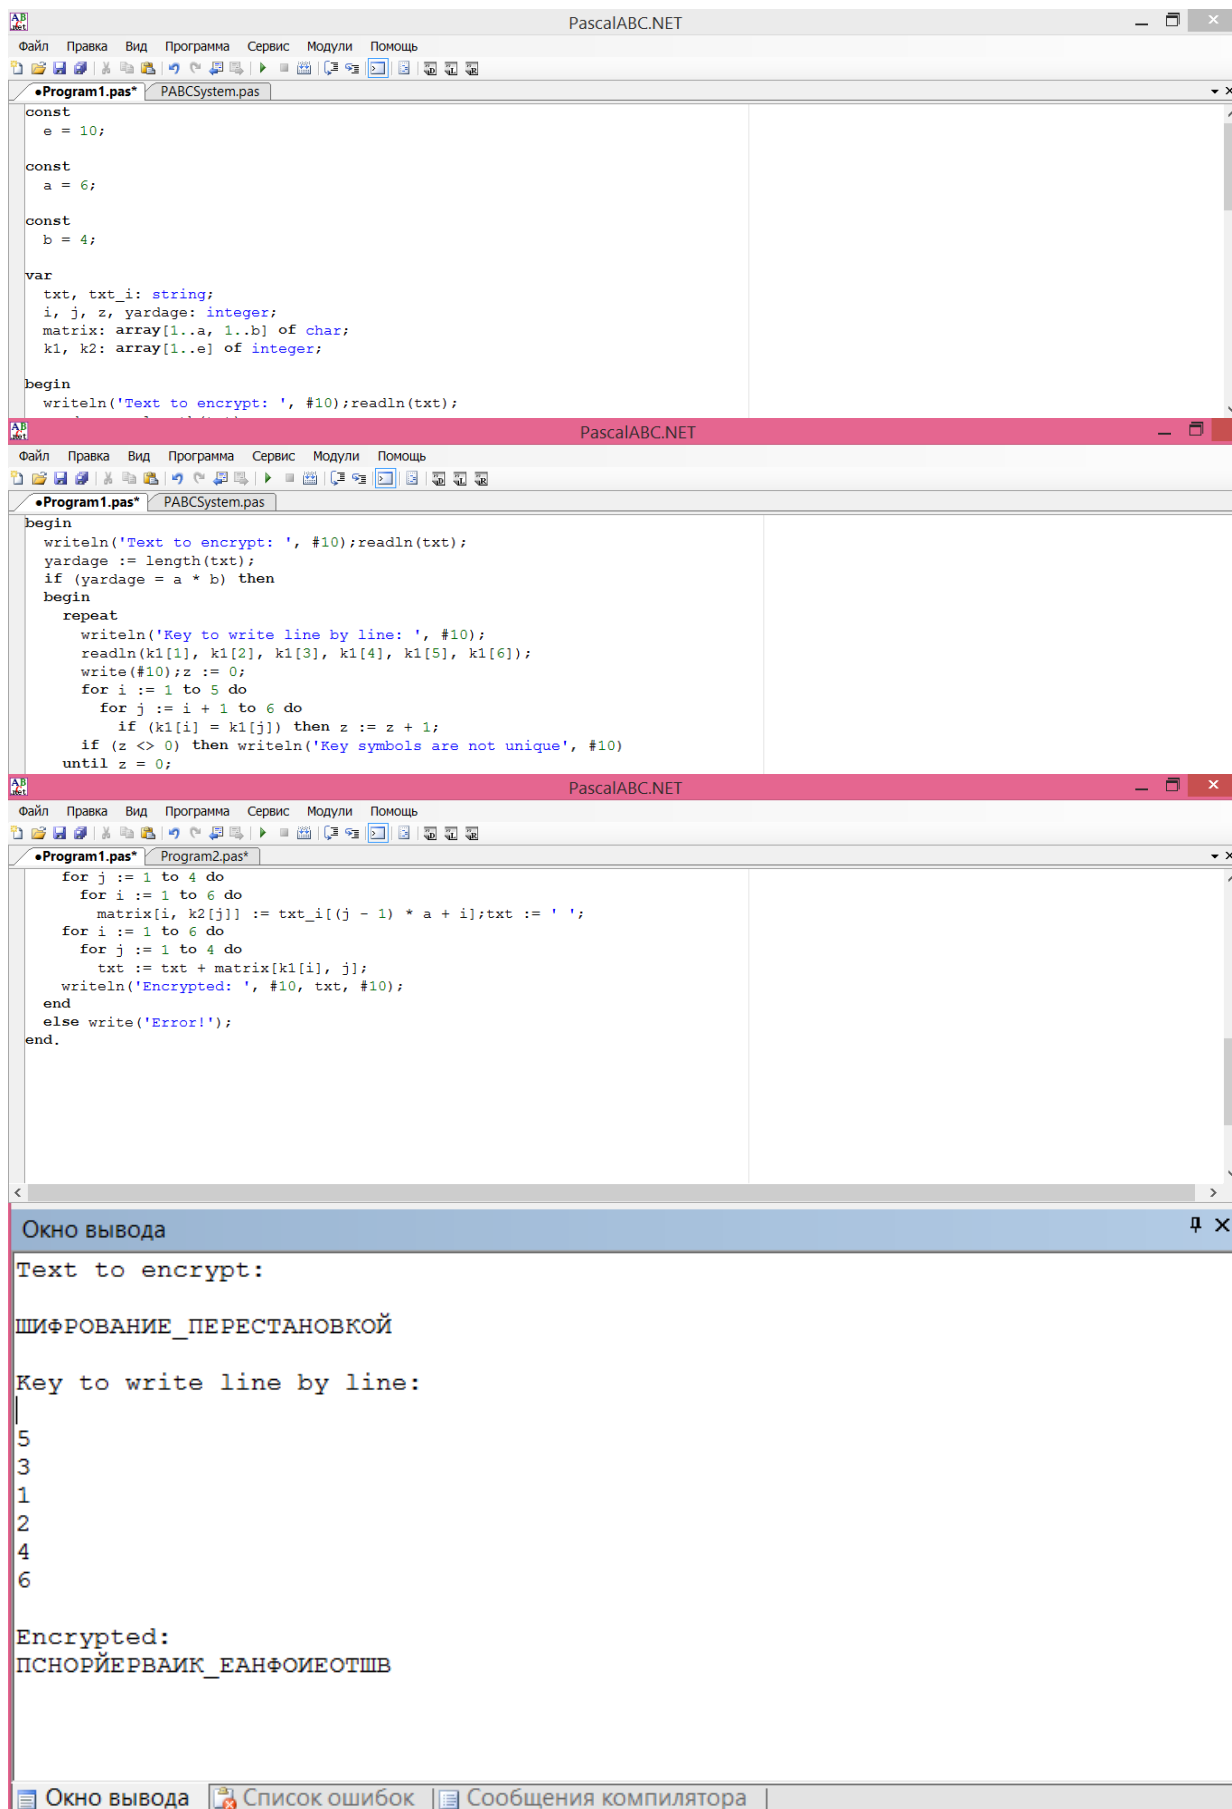 PascalABC.NET
Файл Правка Вид Программа Сервис Модули Помощь
•Program1.pas* PABCSystem.pas
const
e = 10;
const
a = 6;
const
b = 4;
var
txt, txt_i: string;
i, j, z, yardage: integer;
matrix: array[1..a, 1..b] of char;
k1, k2: array[1..e] of integer;
begin
writeln('Text to encrypt: ', #10);readln(txt);
PascalABC.NET
Файл Правка Вид Программа Сервис Модули Помощь
•Program1.pas* PABCSystem.pas
begin
writeln('Text to encrypt: ', #10);readln(txt);
yardage := length(txt);
if (yardage = a * b) then
begin
repeat
writeln('Key to write line by line: ', #10);
readln(k1[1], k1[2], k1[3], k1[4], k1[5], k1[6]);
write(#10);z := 0;
for i := 1 to 5 do
for j := i + 1 to 6 do
if (k1[i] = k1[j]) then z := z + 1;
if (z <> 0) then writeln('Key symbols are not unique', #10)
until z = 0;
PascalABC.NET
Файл Правка Вид Программа Сервис Модули Помощь
•Program1.pas* Program2.pas*
for j := 1 to 4 do
for i := 1 to 6 do
matrix[i, k2[j]] := txt_i[(j - 1) * a + i];txt := ' ';
for i := 1 to 6 do
for j := 1 to 4 do
txt := txt + matrix[k1[i], j];
writeln('Encrypted: ', #10, txt, #10);
end
else write('Error!');
end.
Окно вывода
Text to encrypt:
ШИФРОВАНИЕ_ПЕРЕСТАНОВКОЙ
Key to write line by line:
5
3
1
2
4
6
Encrypted:
ПСНОРЙЕРВАИК_ЕАНФОИЕОТШВ
Окно вывода Список ошибок Сообщения компилятора